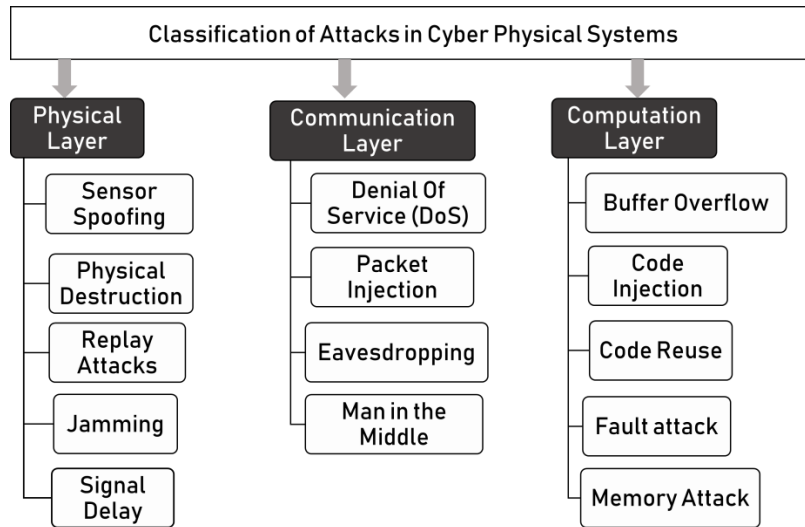 Classification of Attacks in Cyber Physical Systems
Physical
Layer
Sensor
Spoofing
Physical
Destruction
Replay
Attacks
Jamming
Signal
Delay
Communication
Layer
Denial Of
Service (DoS)
Packet
Injection
Eavesdropping
Man in the
Middle
Computation
Layer
Buffer Overflow
Code
Injection
Code Reuse
Fault attack
Memory Attack